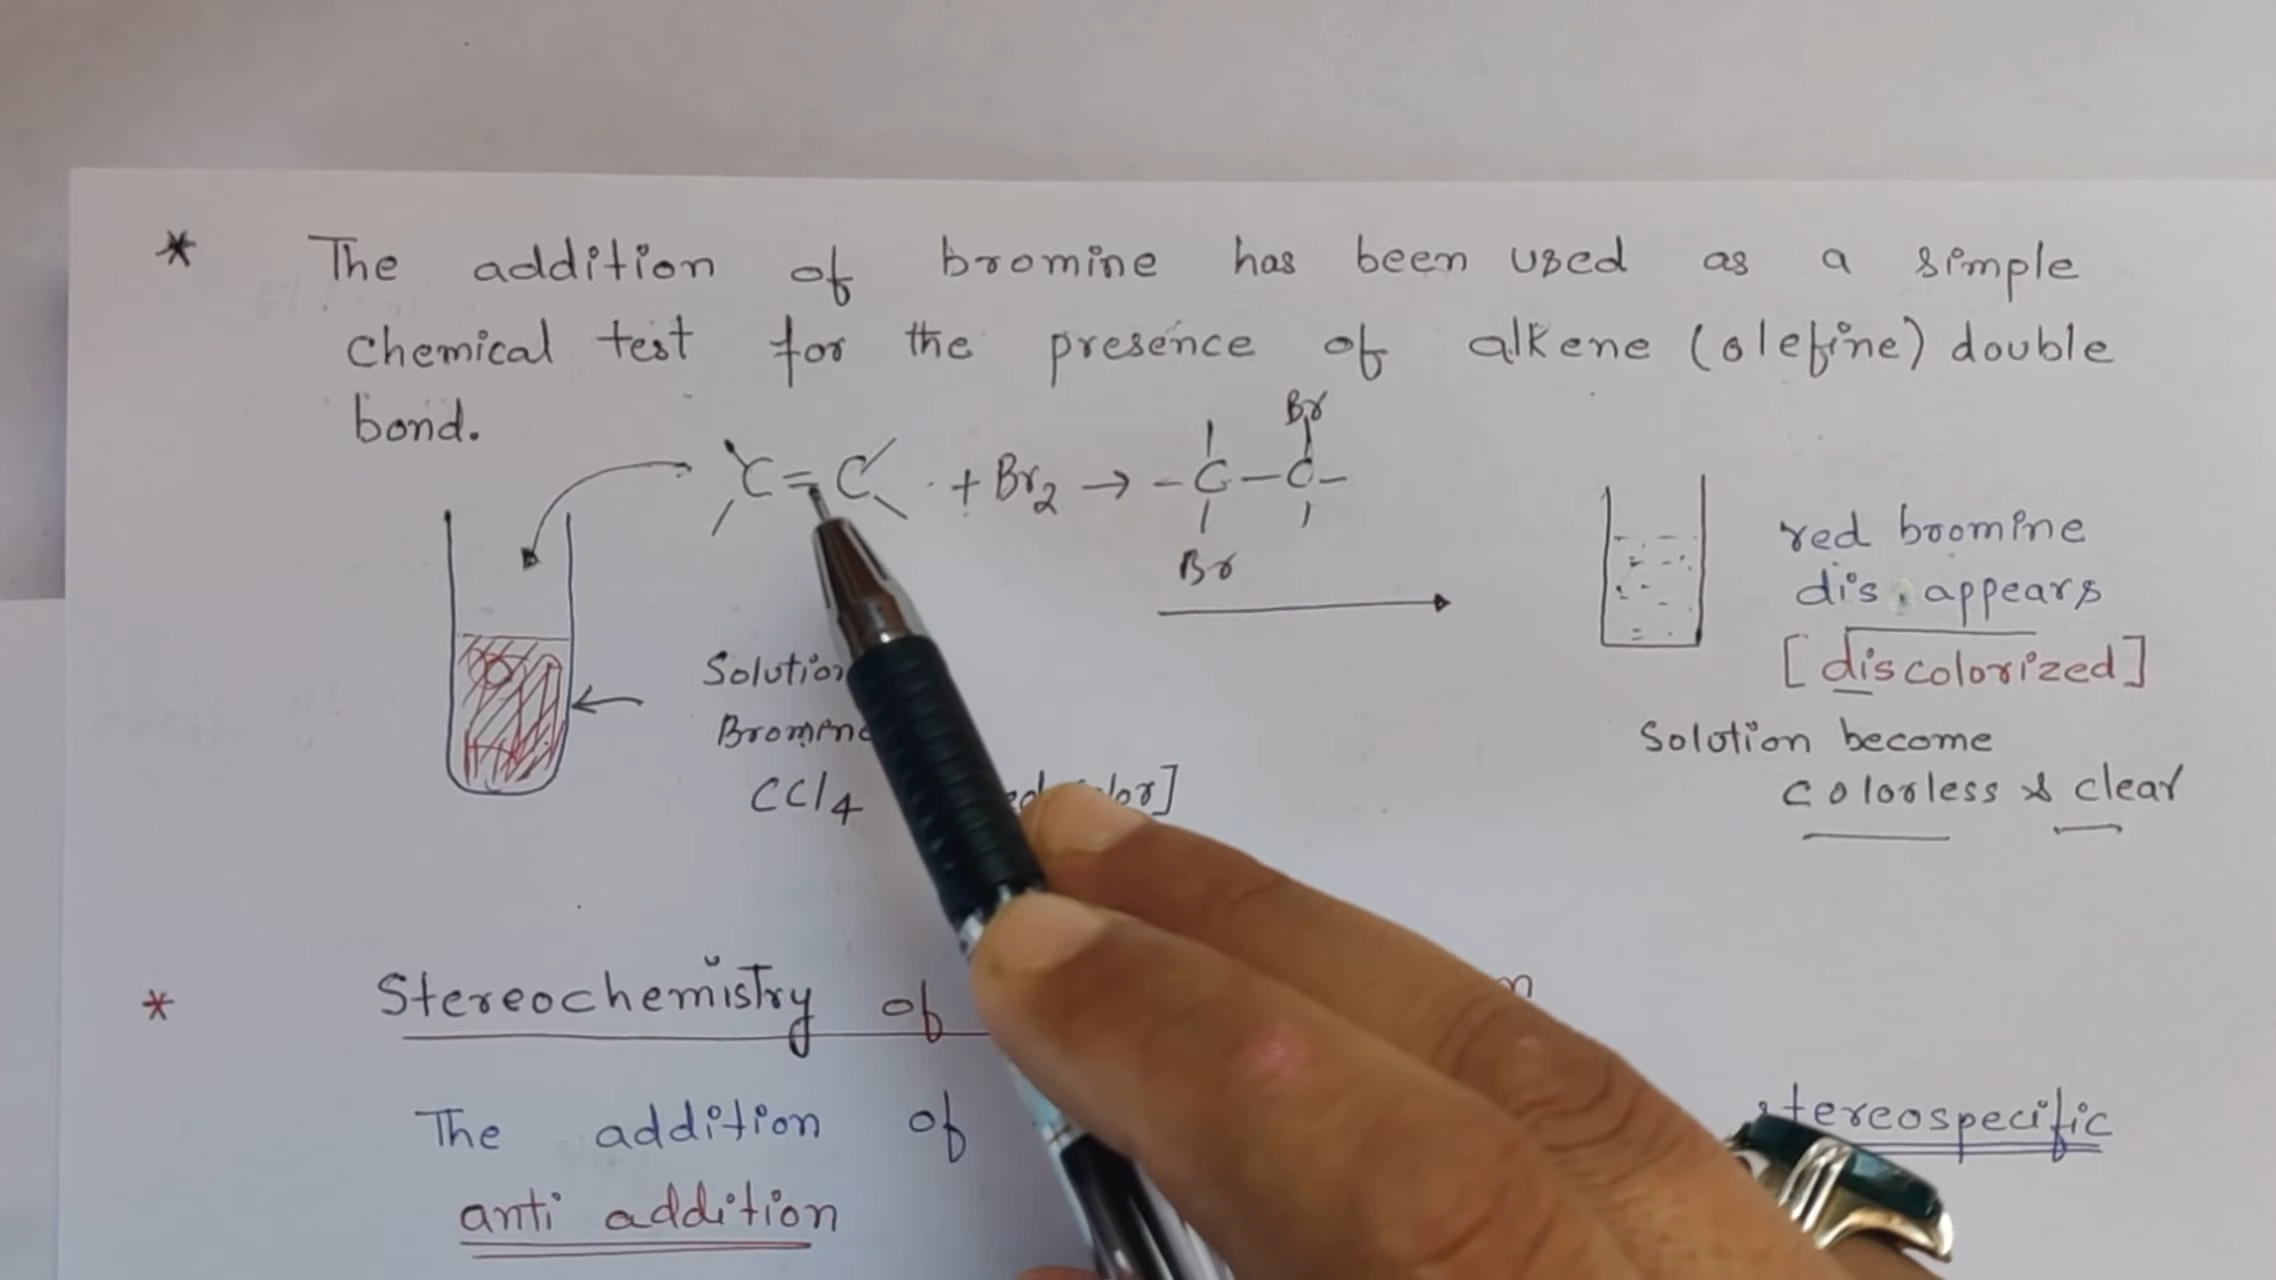 * The addition of bromine has been used as a simple
chemical test for the presence of alkene (olefine) double
bond.
C=C + Br2 → -C-C-
Br
Br
red bromine
dis appears
[discolorized]
Solution
Bromine
CCl4 color]
Solution become
colorless & clear
* Stereochemistry of
The addition of stereospecific
anti addition